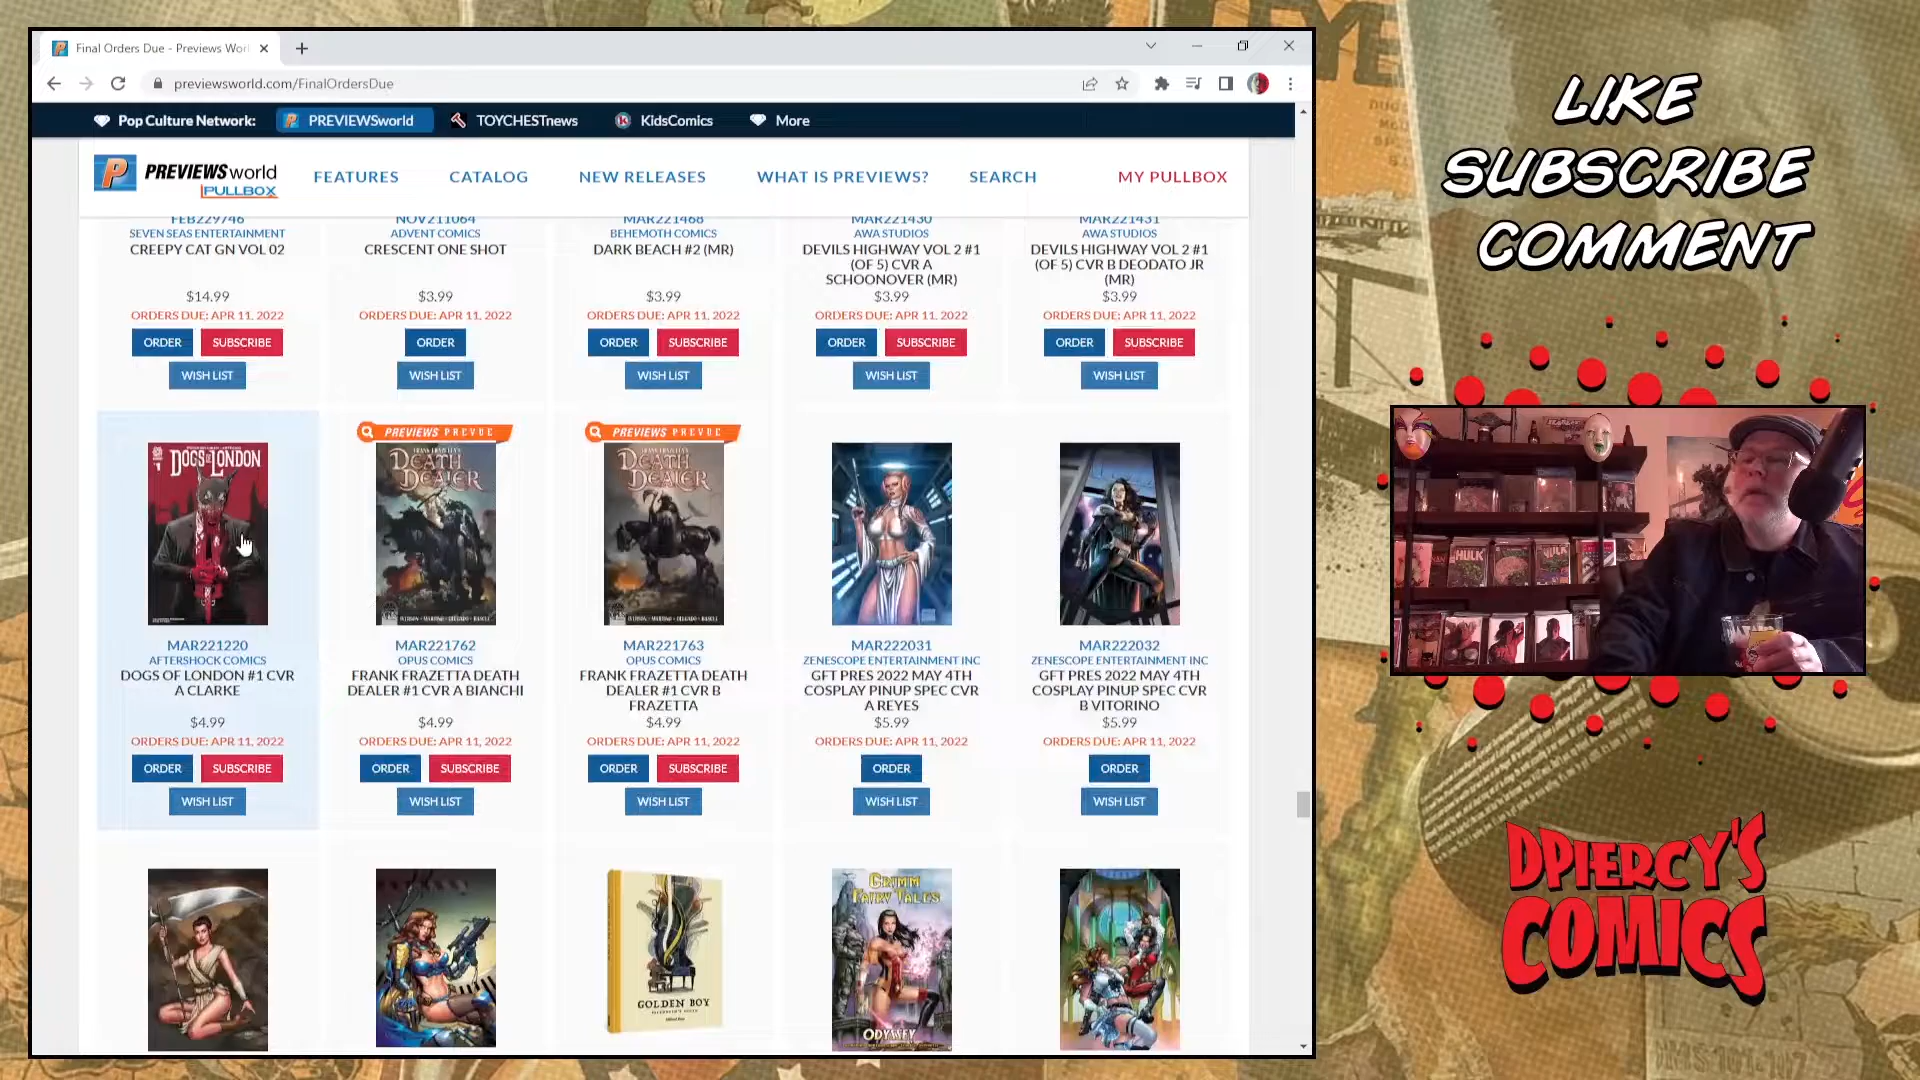 Final Orders Due - Previews Worl
previewsworld.com/FinalOrdersDue
Pop Culture Network:
PREVIEWSworld
TOYCHESTnews
KidsComics
More
P PREVIEWSworld
PULLBOX
FEATURES
CATALOG
NEW RELEASES
WHAT IS PREVIEWS?
SEARCH
MY PULLBOX
FEB229746
SEVEN SEAS ENTERTAINMENT
CREEPY CAT GN VOL 02
$14.99
ORDERS DUE: APR 11, 2022
ORDER
SUBSCRIBE
WISH LIST
NOV211064
ADVENT COMICS
CRESCENT ONE SHOT
$3.99
ORDERS DUE: APR 11, 2022
ORDER
WISH LIST
MAR221468
BEHEMOTH COMICS
DARK BEACH #2 (MR)
$3.99
ORDERS DUE: APR 11, 2022
ORDER
SUBSCRIBE
WISH LIST
MAR221430
AWA STUDIOS
DEVILS HIGHWAY VOL 2 #1
(OF 5) CVR A
SCHOONOVER (MR)
$3.99
ORDERS DUE: APR 11, 2022
ORDER
SUBSCRIBE
WISH LIST
MAR221431
AWA STUDIOS
DEVILS HIGHWAY VOL 2 #1
(OF 5) CVR B DEODATO JR
(MR)
$3.99
ORDERS DUE: APR 11, 2022
ORDER
SUBSCRIBE
WISH LIST
DOGS OF LONDON
MAR221220
AFTERSHOCK COMICS
DOGS OF LONDON #1 CVR
A CLARKE
$4.99
ORDERS DUE: APR 11, 2022
ORDER
SUBSCRIBE
WISH LIST
PREVIEWS PREVUE
FRANK FRAZETTA'S
DEATH
DEALER
MAR221762
OPUS COMICS
FRANK FRAZETTA DEATH
DEALER #1 CVR A BIANCHI
$4.99
ORDERS DUE: APR 11, 2022
ORDER
SUBSCRIBE
WISH LIST
PREVIEWS PREVUE
FRANK FRAZETTA'S
DEATH
DEALER
MAR221763
OPUS COMICS
FRANK FRAZETTA DEATH
DEALER #1 CVR B
FRAZETTA
$4.99
ORDERS DUE: APR 11, 2022
ORDER
SUBSCRIBE
WISH LIST
MAR222031
ZENESCOPE ENTERTAINMENT INC
GFT PRES 2022 MAY 4TH
COSPLAY PINUP SPEC CVR
A REYES
$5.99
ORDERS DUE: APR 11, 2022
ORDER
WISH LIST
MAR222032
ZENESCOPE ENTERTAINMENT INC
GFT PRES 2022 MAY 4TH
COSPLAY PINUP SPEC CVR
B VITORINO
$5.99
ORDERS DUE: APR 11, 2022
ORDER
WISH LIST
GOLDEN BOY
GRIMM
FAIRY TALES
ODYSSEY
LIKE
SUBSCRIBE
COMMENT
HULK
DPIERCY'S
COMICS